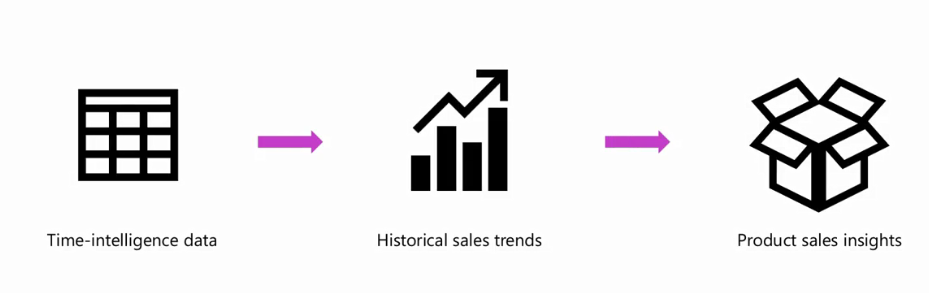 Time-intelligence data
Historical sales trends
Product sales insights